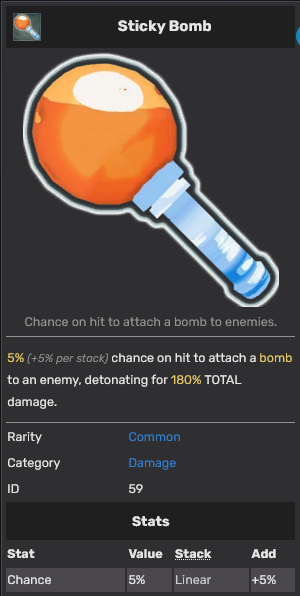 Sticky Bomb
Chance on hit to attach a bomb to enemies.
5% (+5% per stack) chance on hit to attach a bomb
to an enemy, detonating for 180% TOTAL
damage.
Rarity Common
Category Damage
ID 59
Stats
Stat Value Stack Add
Chance 5% Linear +5%